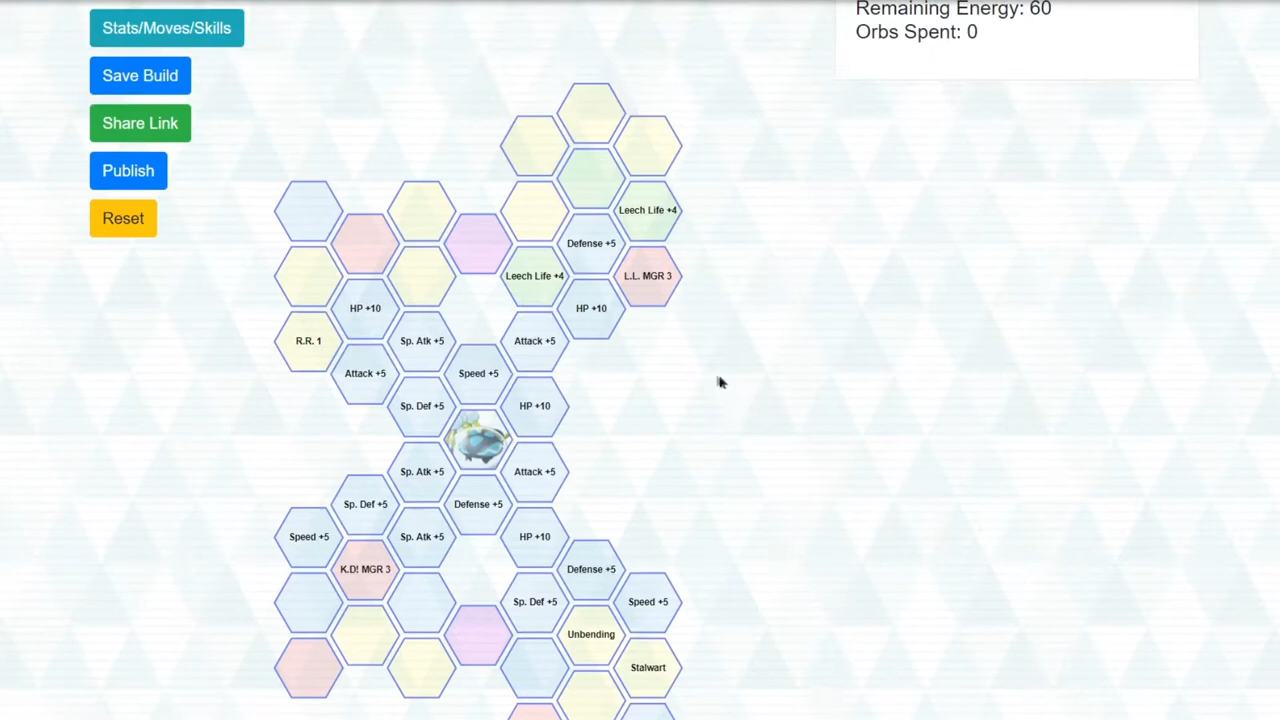 Remaining Energy: 60
Stats/Moves/Skills
Orbs Spent: 0
Save Build
Share Link
Publish
Reset
Leech Life +4
Defense +5
Leech Life +4
L.L. MGR 3
HP +10
HP +10
R.R. 1
Sp. Atk +5
Attack +5
Attack +5
Speed +5
Sp. Def +5
HP +10
Sp. Atk +5
Attack +5
Sp. Def +5
Defense +5
Speed +5
Sp. Atk +5
HP +10
K.D! MGR 3
Defense +5
Sp. Def +5
Speed +5
Unbending
Stalwart